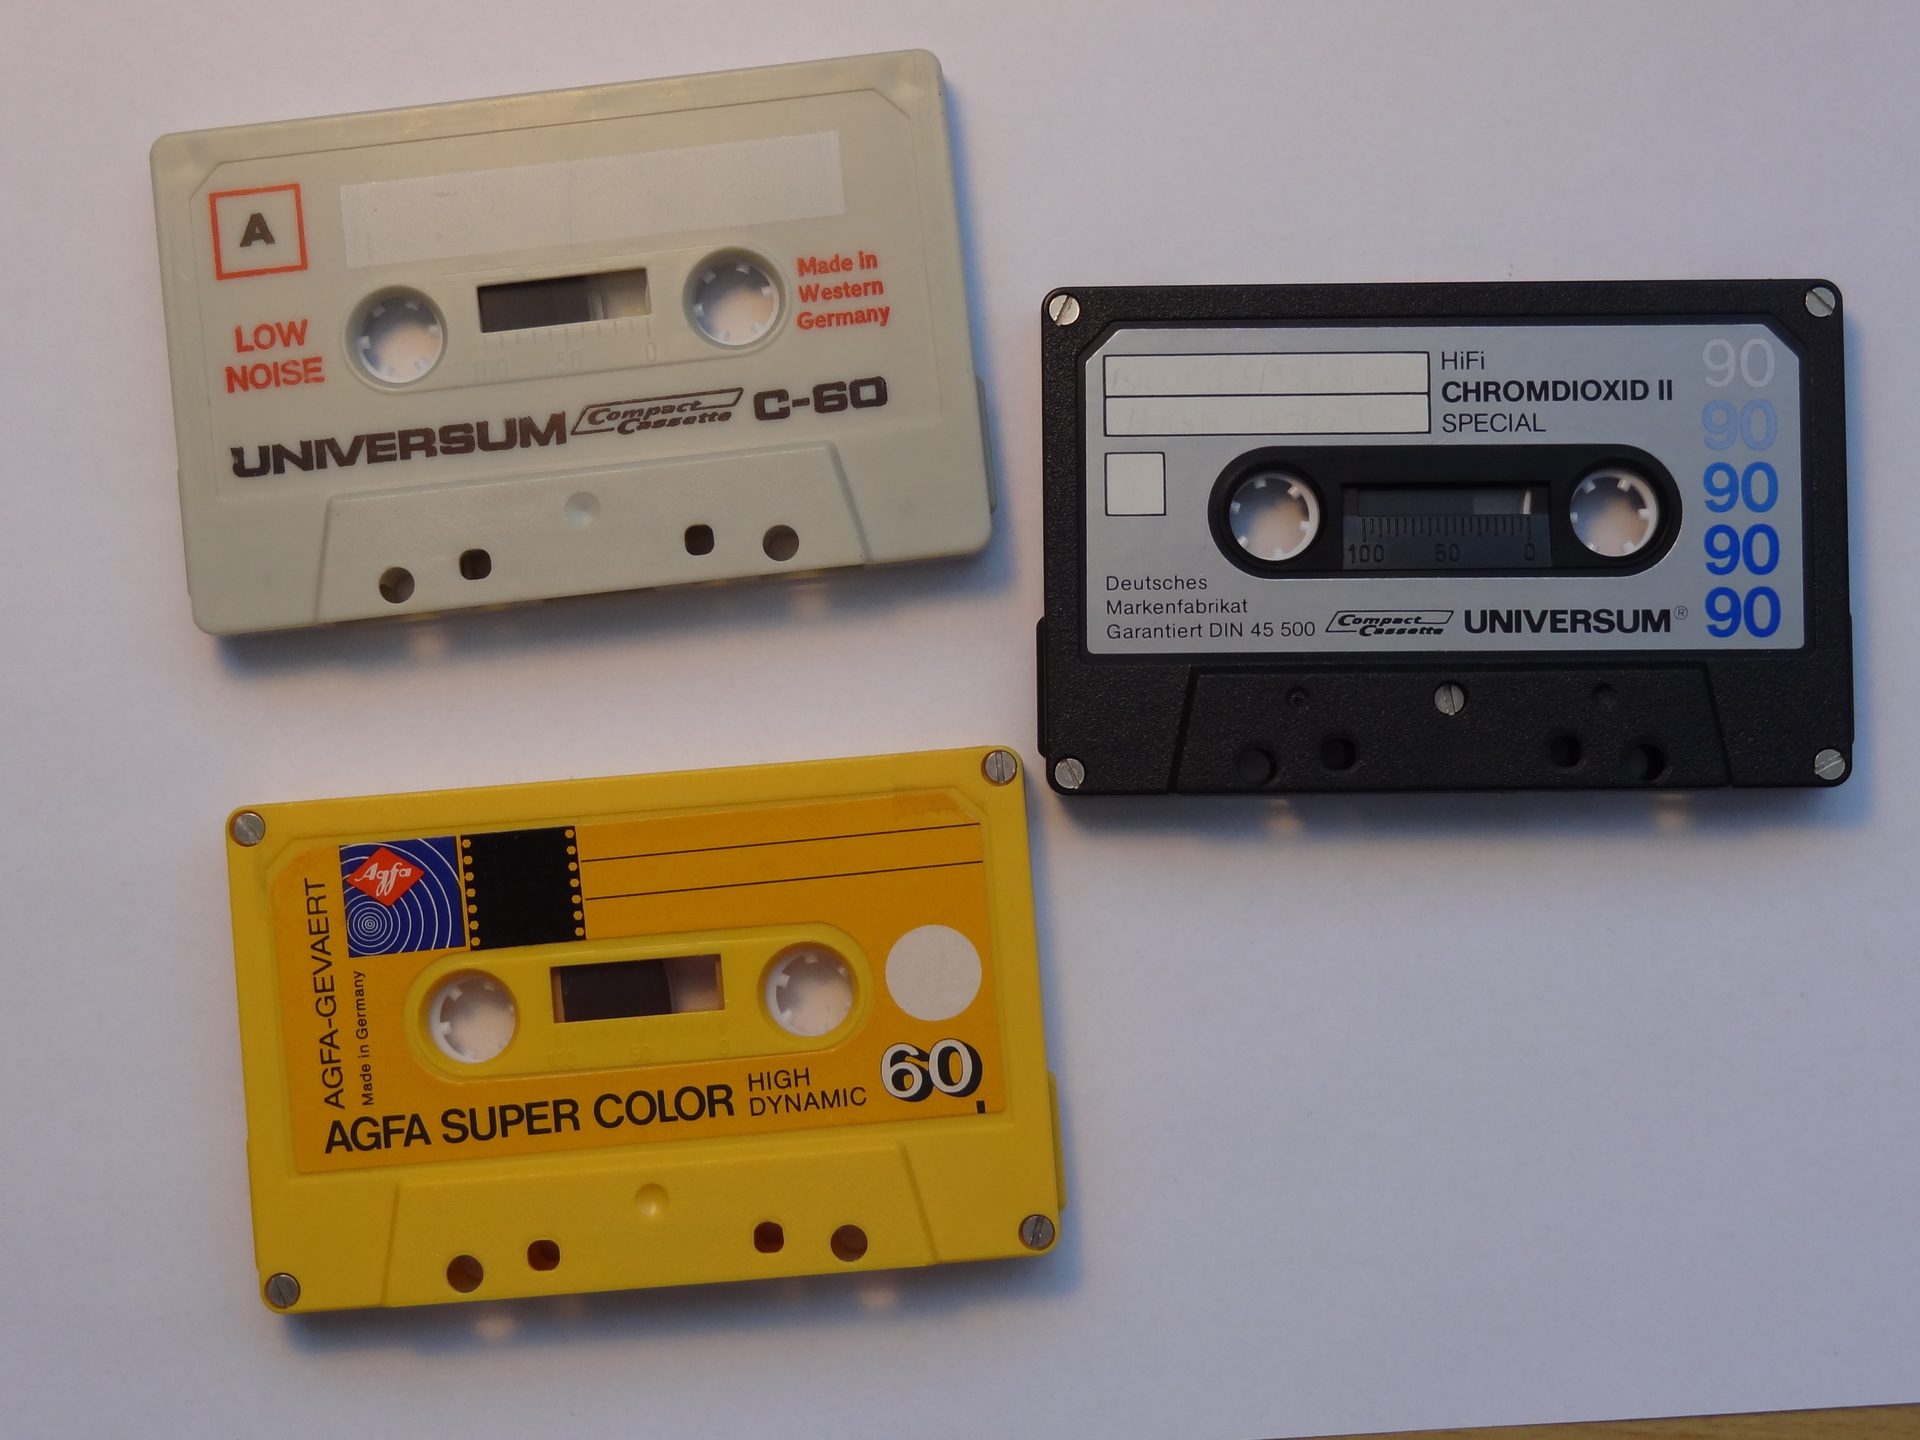 A
LOW
NOISE
Made in
Western
Germany
100 50 0
UNIVERSUM Compact Cassette C-60
HiFi
CHROMDIOXID II
SPECIAL
90
90
90
90
90
100 50 0
Deutsches
Markenfabrikat
Garantiert DIN 45 500
Compact Cassette
UNIVERSUM®
Agfa
AGFA-GEVAERT
Made in Germany
100 50 0
AGFA SUPER COLOR
HIGH
DYNAMIC
60